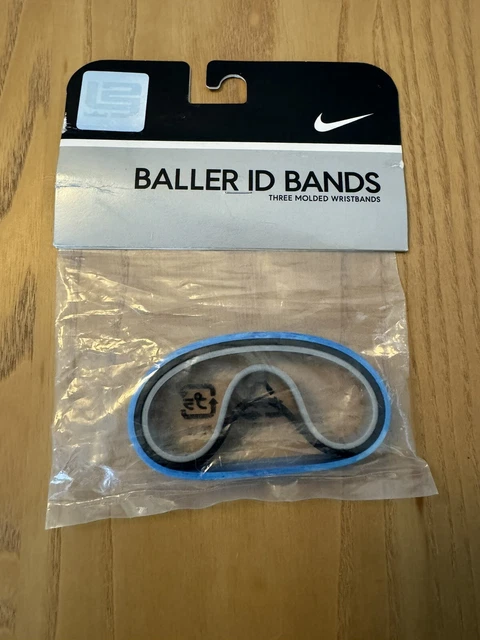 BALLER ID BANDS
THREE MOLDED WRISTBANDS